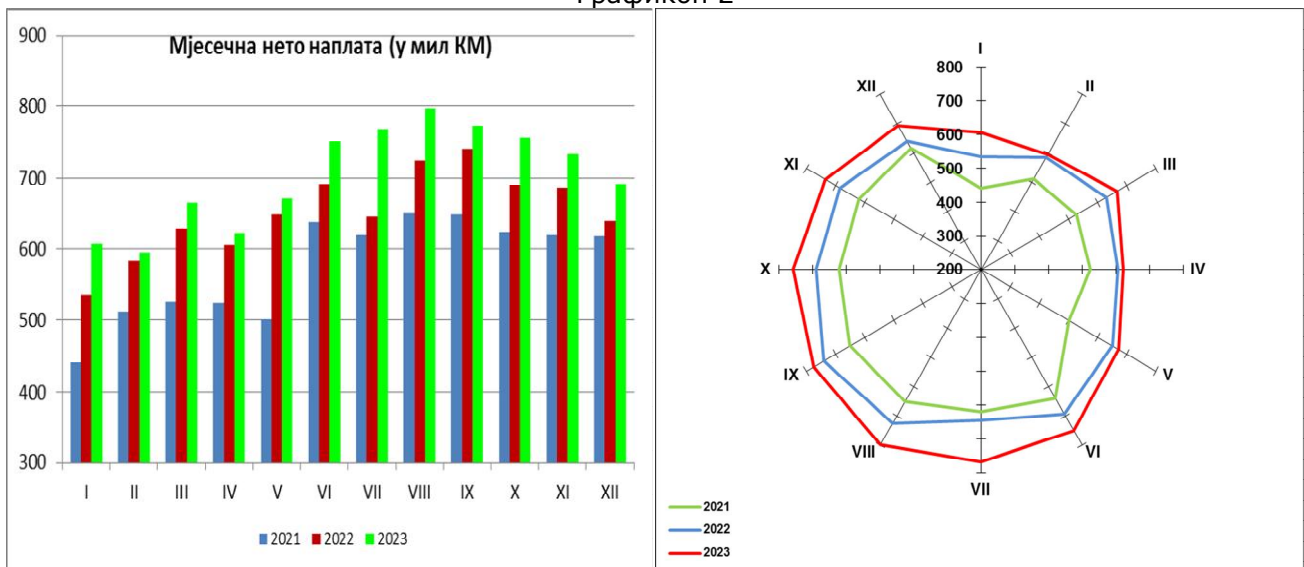 Графикон 2
Мјесечна нето наплата (у мил КМ)
900
800
700
600
500
400
300
I II III IV V VI VII VIII IX X XI XII
2021 2022 2023
I
II
III
IV
V
VI
VII
VIII
IX
X
XI
XII
800
700
600
500
400
300
200
2021
2022
2023